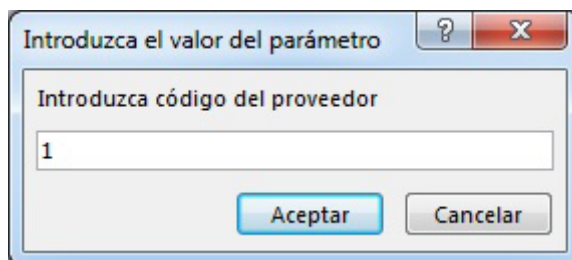 Introduzca el valor del parámetro
Introduzca código del proveedor
1
Aceptar Cancelar